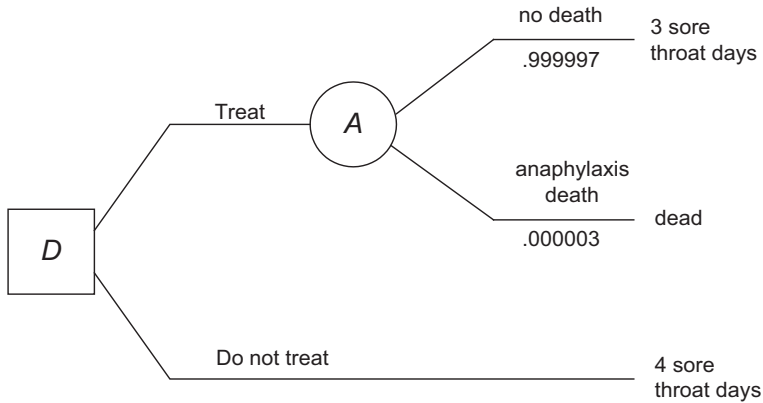 no death
.999997
3 sore
throat days
Treat
A
anaphylaxis
death
.000003
dead
D
Do not treat
4 sore
throat days